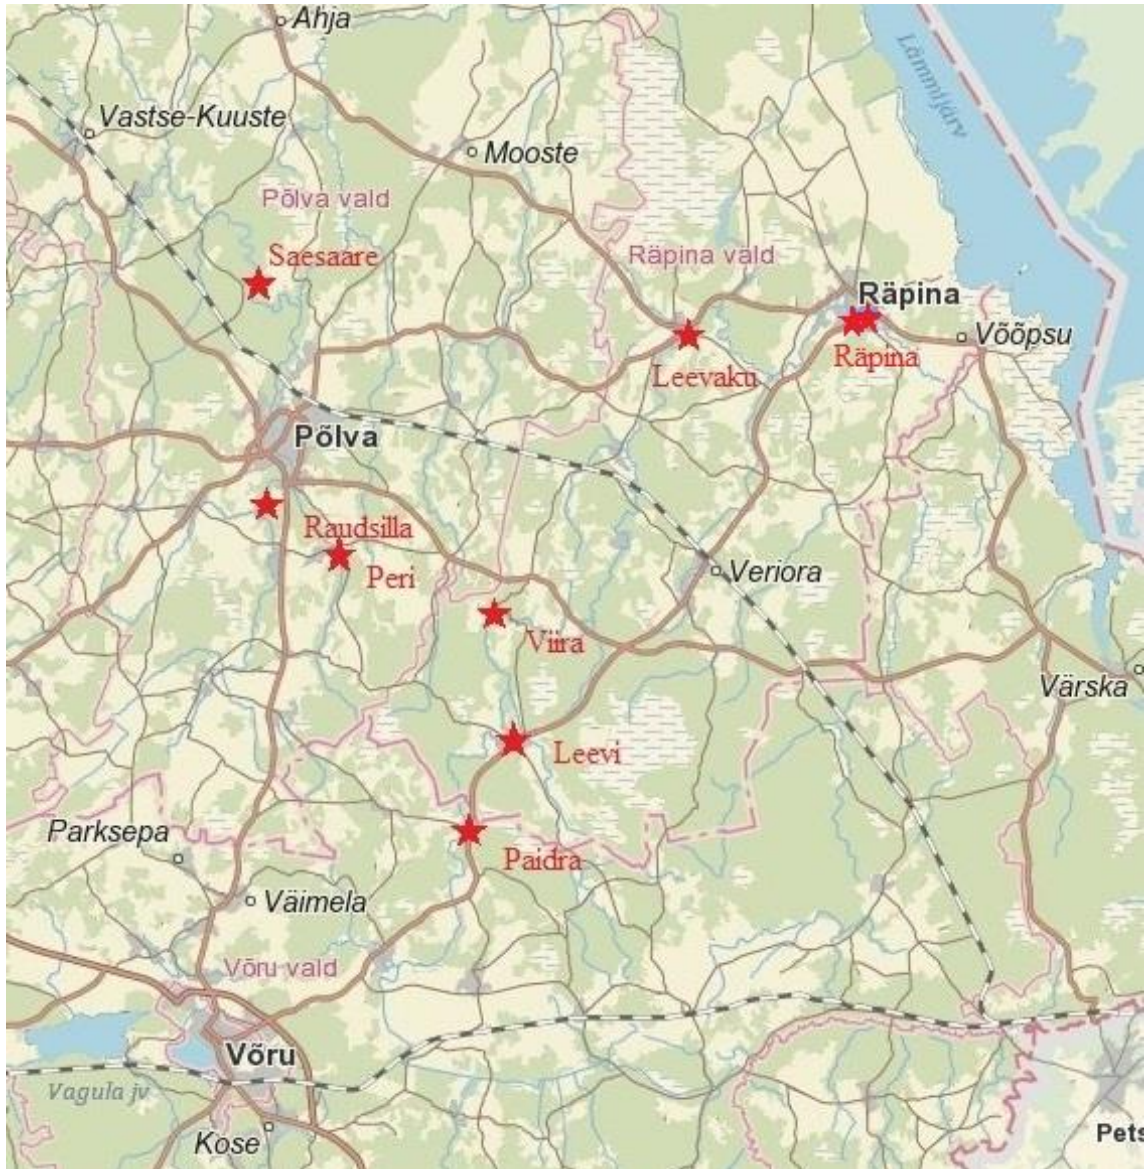 Ahja
Lämmijärv
Vastse-Kuuste
Mooste
Põlva vald
Saesaare
Räpina vald
Räpina
Võõpsu
Räpina
Leevaku
Põlva
Raudsilla
Peri
Veriora
Viira
Värska
Leevi
Parksepa
Paidra
Väimela
Võru vald
Võru
Vagula jv
Kose
Pets